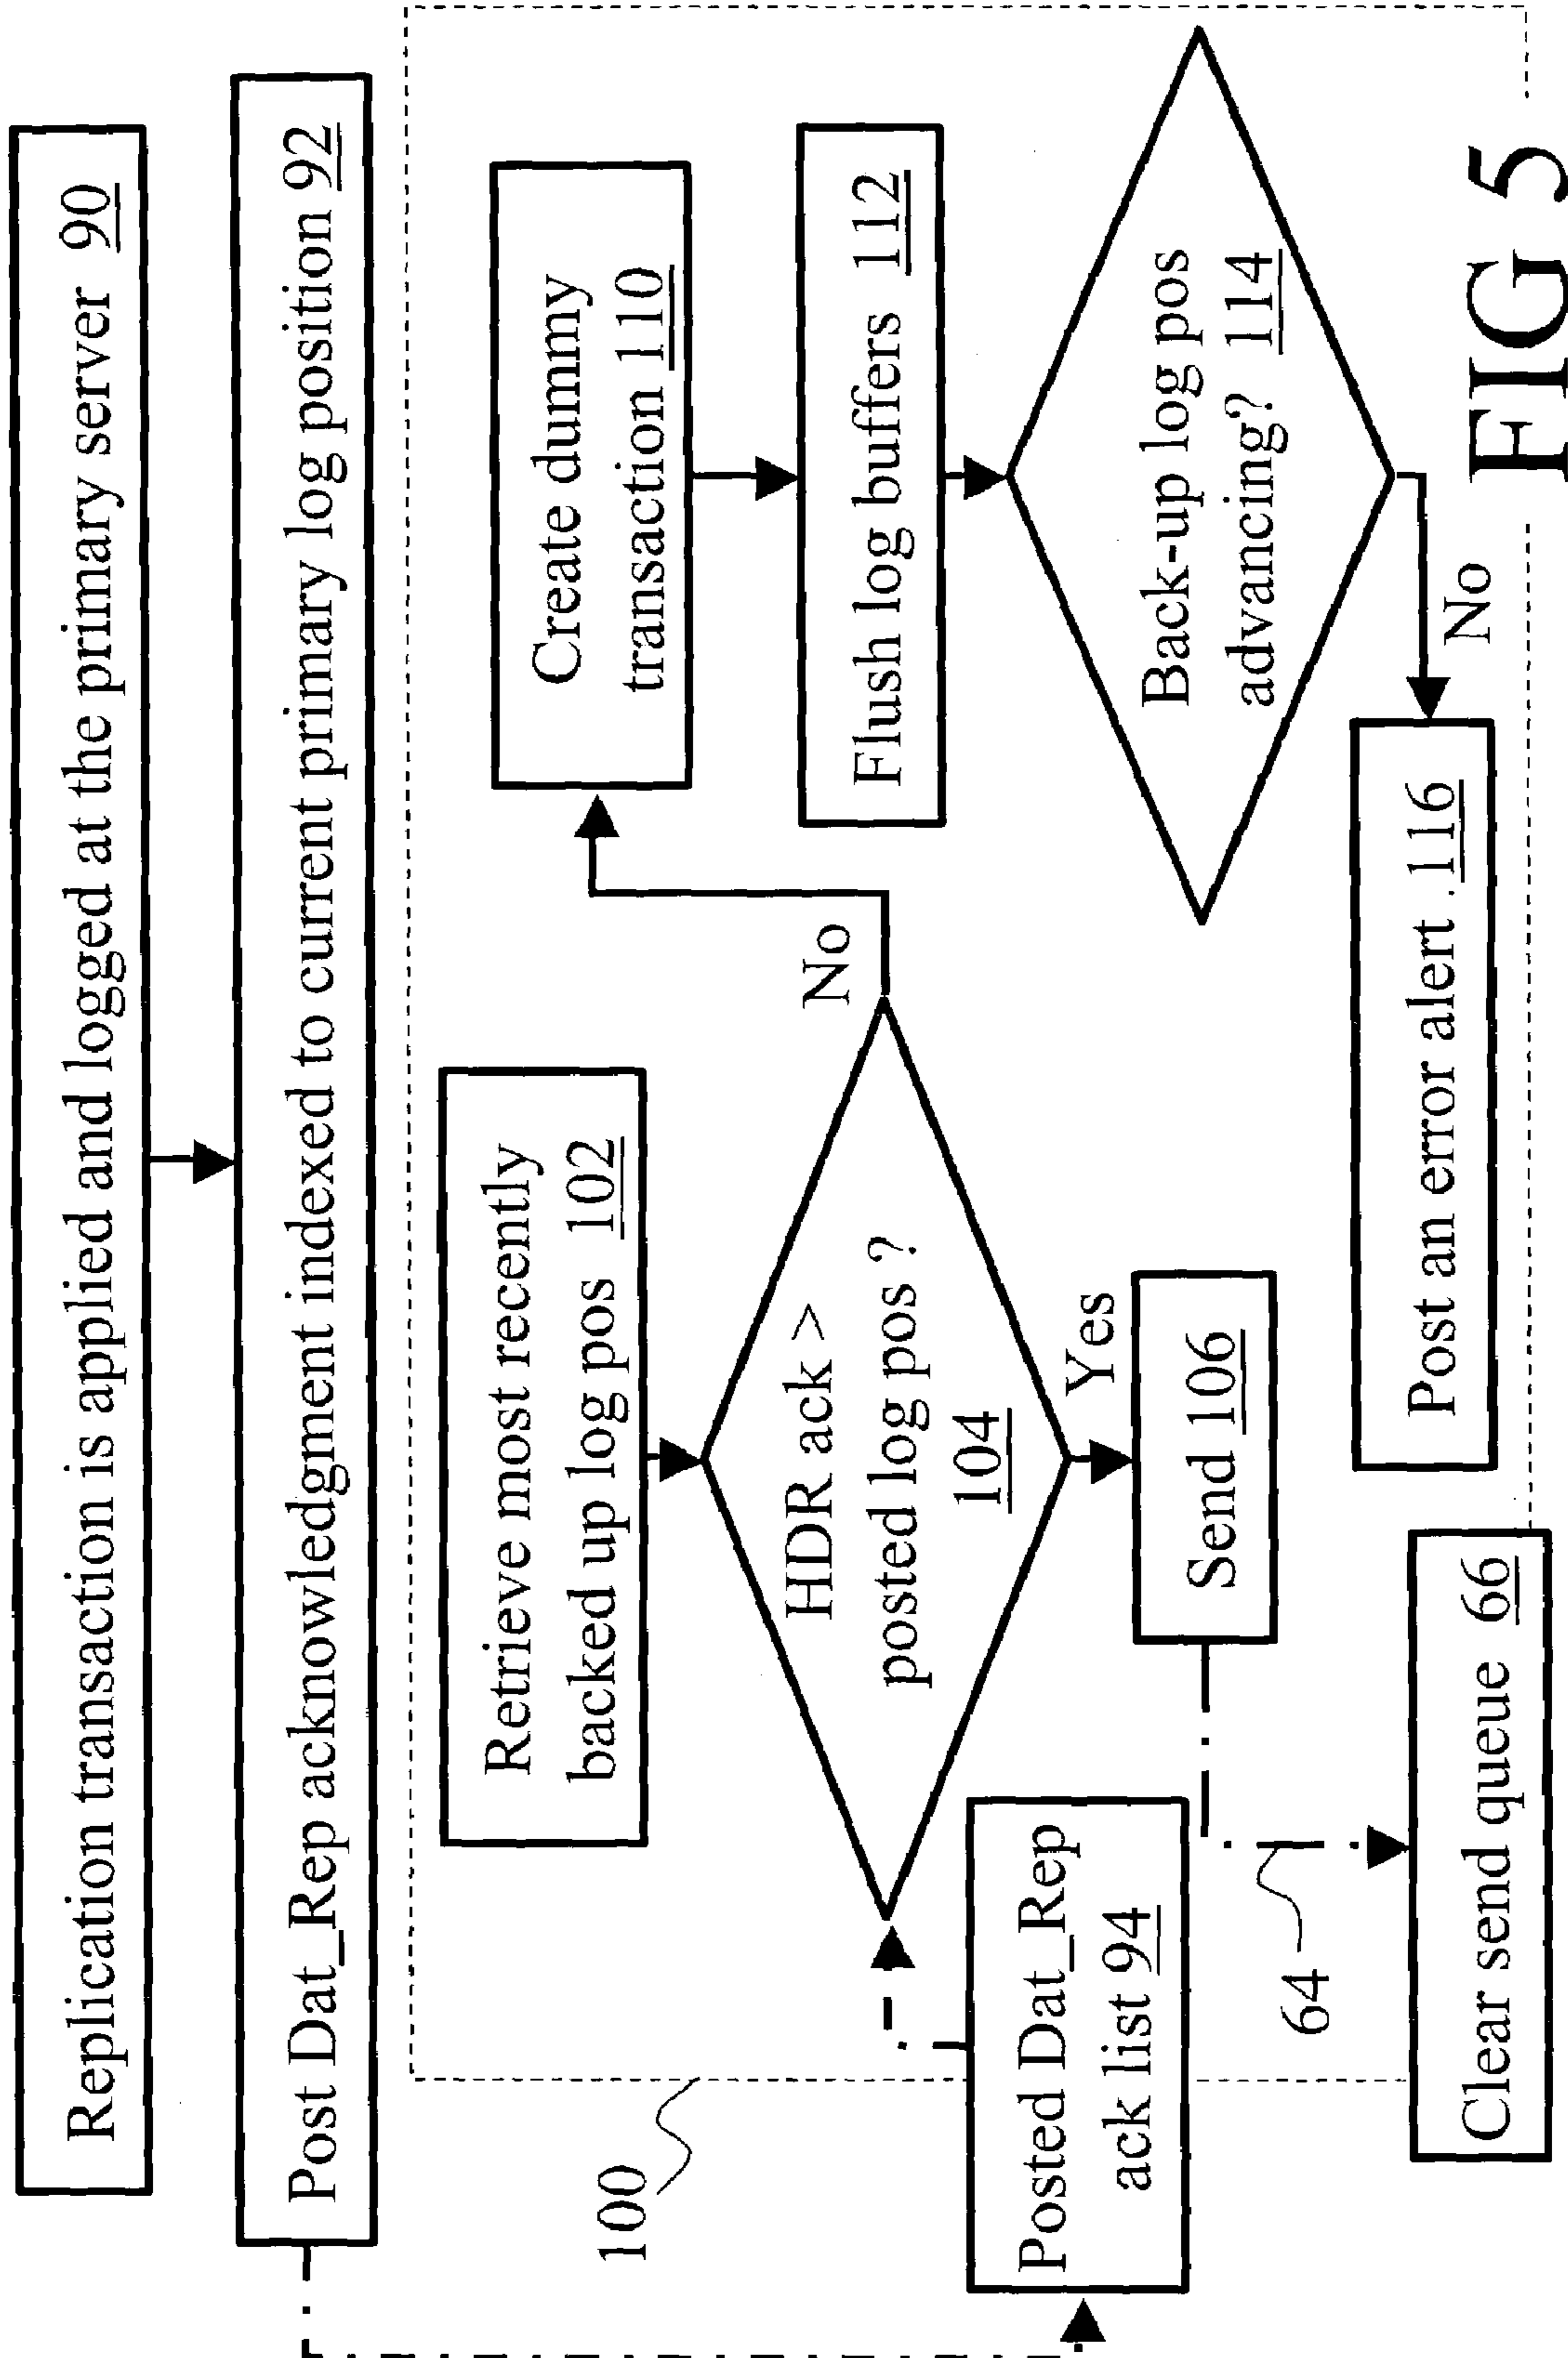 Replication transaction is applied and logged at the primary server 90
Post Dat_Rep acknowledgment indexed to current primary log position 92
100
Retrieve most recently
backed up log pos 102
HDR ack >
posted log pos ?
104
No
Yes
Send 106
Posted Dat_Rep
ack list 94
64
Clear send queue 66
Create dummy
transaction 110
Flush log buffers 112
Back-up log pos
advancing? 114
No
Post an error alert 116
FIG 5